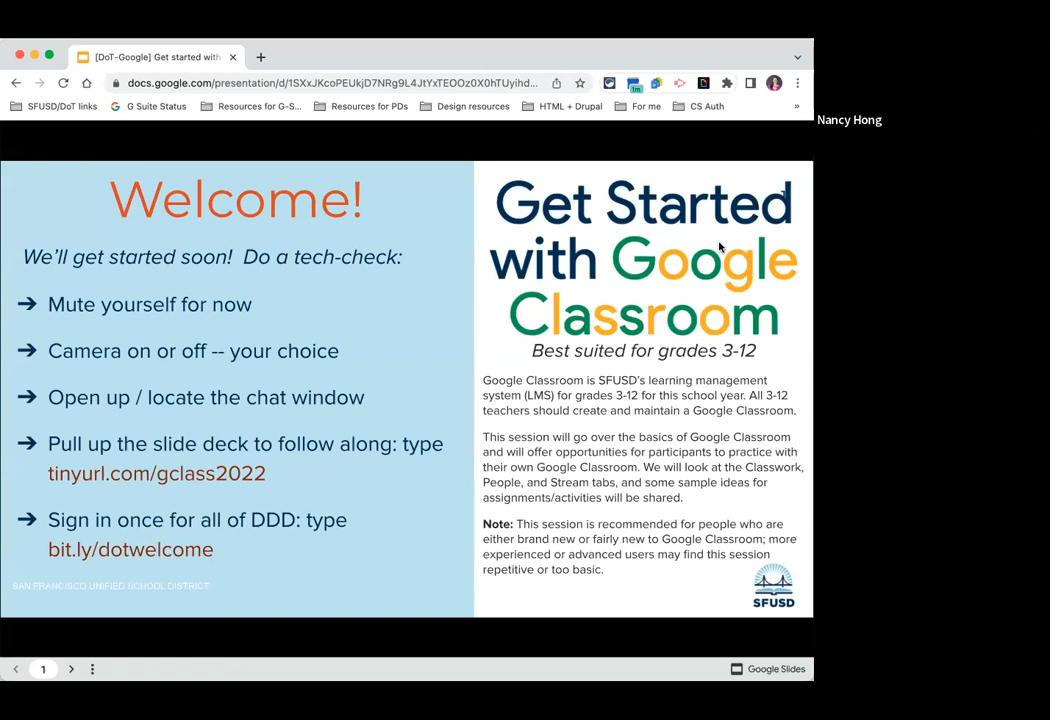 [DoT-Google] Get started with
docs.google.com/presentation/d/1SXxJKcoPEUkjD7NRg9L4JtYxTEOOz0X0hTUyihd...
1m
SFUSD/DoT links
G Suite Status
Resources for G-S...
Resources for PDs
Design resources
HTML + Drupal
For me
CS Auth
»
Nancy Hong
Welcome!
We'll get started soon! Do a tech-check:
➔ Mute yourself for now
➔ Camera on or off -- your choice
➔ Open up / locate the chat window
➔ Pull up the slide deck to follow along: type
tinyurl.com/gclass2022
➔ Sign in once for all of DDD: type
bit.ly/dotwelcome
SAN FRANCISCO UNIFIED SCHOOL DISTRICT
Get Started
with Google
Classroom
Best suited for grades 3-12
Google Classroom is SFUSD's learning management
system (LMS) for grades 3-12 for this school year. All 3-12
teachers should create and maintain a Google Classroom.
This session will go over the basics of Google Classroom
and will offer opportunities for participants to practice with
their own Google Classroom. We will look at the Classwork,
People, and Stream tabs, and some sample ideas for
assignments/activities will be shared.
Note: This session is recommended for people who are
either brand new or fairly new to Google Classroom; more
experienced or advanced users may find this session
repetitive or too basic.
SFUSD
1
Google Slides